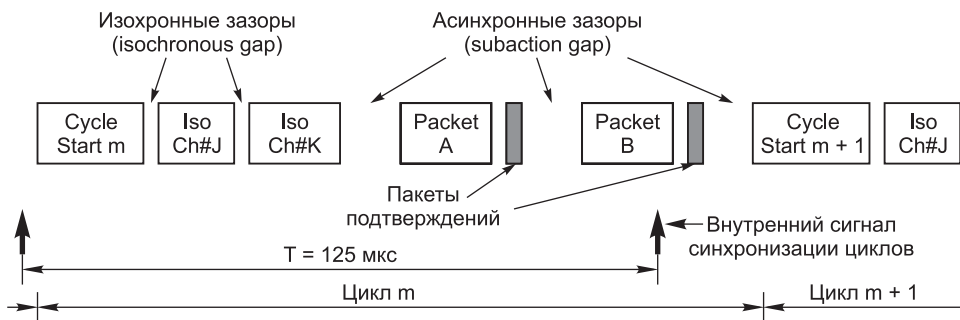 Изохронные зазоры
(isochronous gap)
Асинхронные зазоры
(subaction gap)
Cycle
Start m
Iso
Ch#J
Iso
Ch#K
Packet
A
Packet
B
Cycle
Start m + 1
Iso
Ch#J
Пакеты
подтверждений
Внутренний сигнал
синхронизации циклов
T = 125 мкс
Цикл m
Цикл m + 1